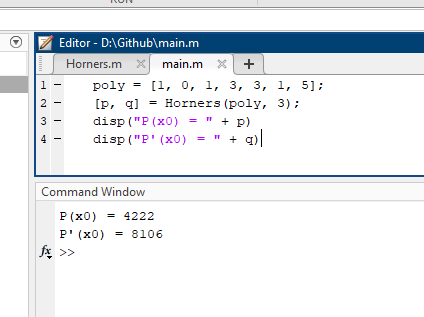 RUN
Editor - D:\Github\main.m
Horners.m × main.m × +
1 – poly = [1, 0, 1, 3, 3, 1, 5];
2 – [p, q] = Horners(poly, 3);
3 – disp("P(x0) = " + p)
4 – disp("P'(x0) = " + q)
Command Window
P(x0) = 4222
P'(x0) = 8106
fx >>